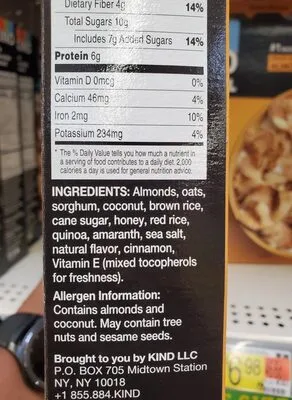 Dietary Fiber 4g 14%
Total Sugars 10g
Includes 7g Added Sugars 14%
Protein 6g
Vitamin D 0mcg 0%
Calcium 46mg 4%
Iron 2mg 10%
Potassium 234mg 4%
* The % Daily Value tells you how much a nutrient in
a serving of food contributes to a daily diet. 2,000
calories a day is used for general nutrition advice.
INGREDIENTS: Almonds, oats,
sorghum, coconut, brown rice,
cane sugar, honey, red rice,
quinoa, amaranth, sea salt,
natural flavor, cinnamon,
Vitamin E (mixed tocopherols
for freshness).
Allergen Information:
Contains almonds and
coconut. May contain tree
nuts and sesame seeds.
Brought to you by KIND LLC
P.O. BOX 705 Midtown Station
NY, NY 10018
+1 855.884.KIND
6.98